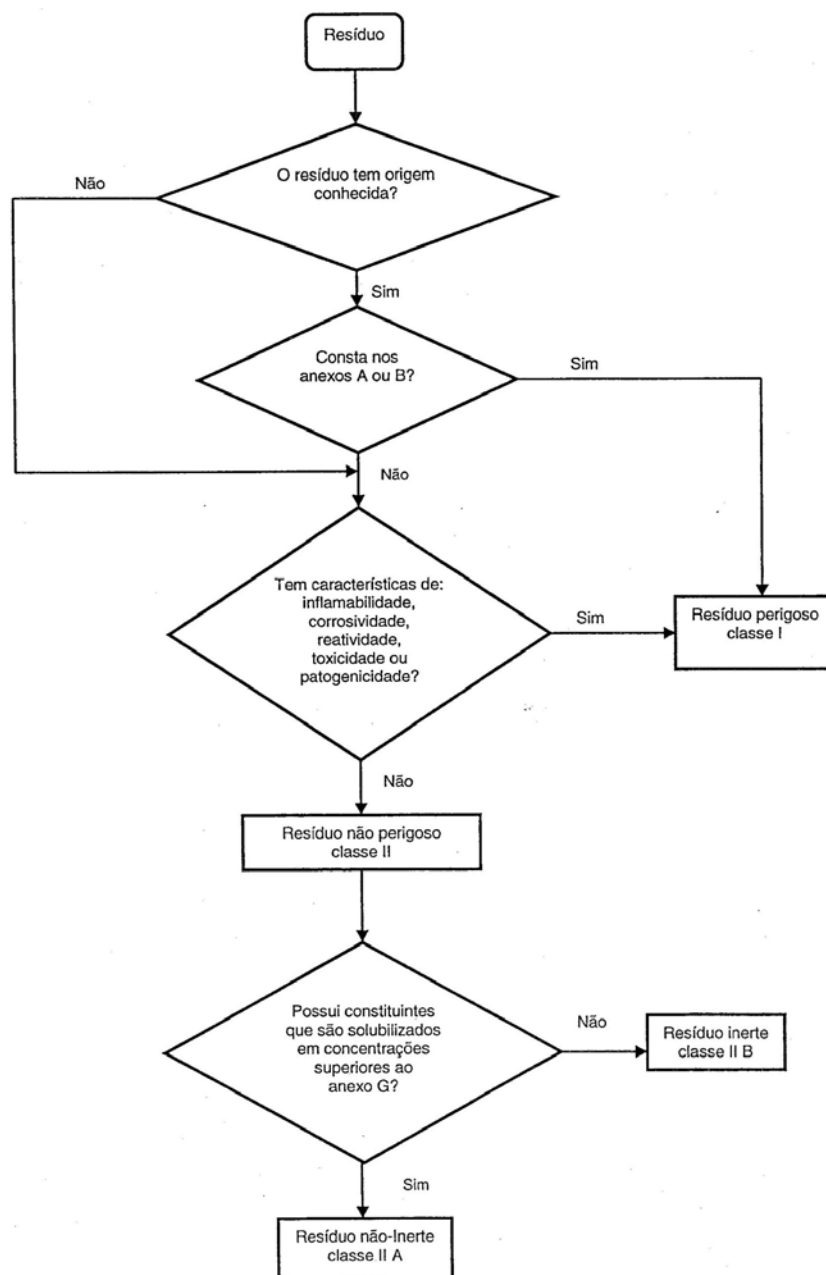 Resíduo
O resíduo tem origem
conhecida?
Não
Sim
Consta nos
anexos A ou B?
Sim
Não
Tem características de:
inflamabilidade,
corrosividade,
reatividade,
toxicidade ou
patogenicidade?
Sim
Resíduo perigoso
classe I
Não
Resíduo não perigoso
classe II
Possui constituintes
que são solubilizados
em concentrações
superiores ao
anexo G?
Não
Resíduo inerte
classe II B
Sim
Resíduo não-Inerte
classe II A